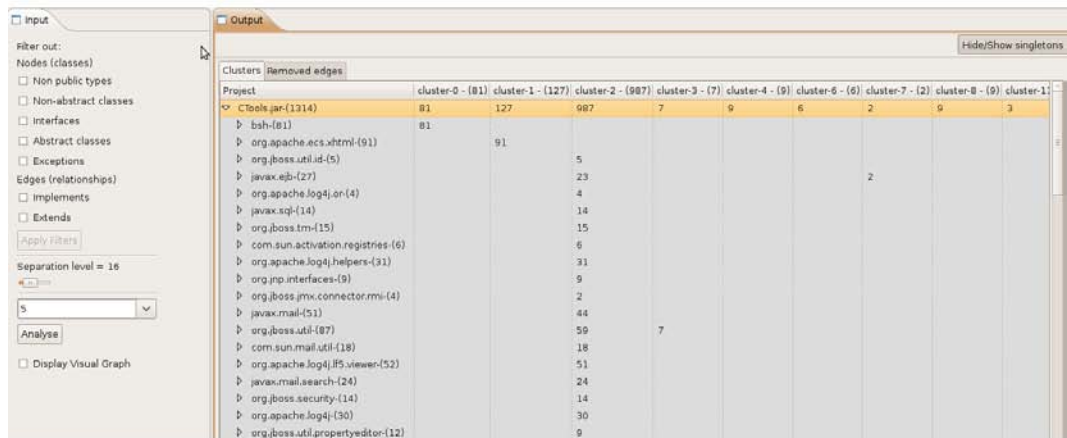 Input
Filter out:
Nodes (classes)
Non public types
Non-abstract classes
Interfaces
Abstract classes
Exceptions
Edges (relationships)
Implements
Extends
Apply Filters
Separation level = 16
5
Analyse
Display Visual Graph
Output
Hide/Show singletons
Clusters Removed edges
Project cluster-0 - (81) cluster-1 - (127) cluster-2 - (987) cluster-3 - (7) cluster-4 - (9) cluster-6 - (6) cluster-7 - (2) cluster-8 - (9) cluster-1
CTools.jar-(1314) 81 127 987 7 9 6 2 9 3
bsh-(81) 81
org.apache.ecs.xhtml-(91) 91
org.jboss.util.id-(5) 5
javax.ejb-(27) 23 2
org.apache.log4j.or-(4) 4
javax.sql-(14) 14
org.jboss.tm-(15) 15
com.sun.activation.registries-(6) 6
org.apache.log4j.helpers-(31) 31
org.jnp.interfaces-(9) 9
org.jboss.jmx.connector.rmi-(4) 2
javax.mail-(51) 44
org.jboss.util-(87) 59 7
com.sun.mail.util-(18) 18
org.apache.log4j.lf5.viewer-(52) 51
javax.mail.search-(24) 24
org.jboss.security-(14) 14
org.apache.log4j-(30) 30
org.jboss.util.propertyeditor-(12) 9